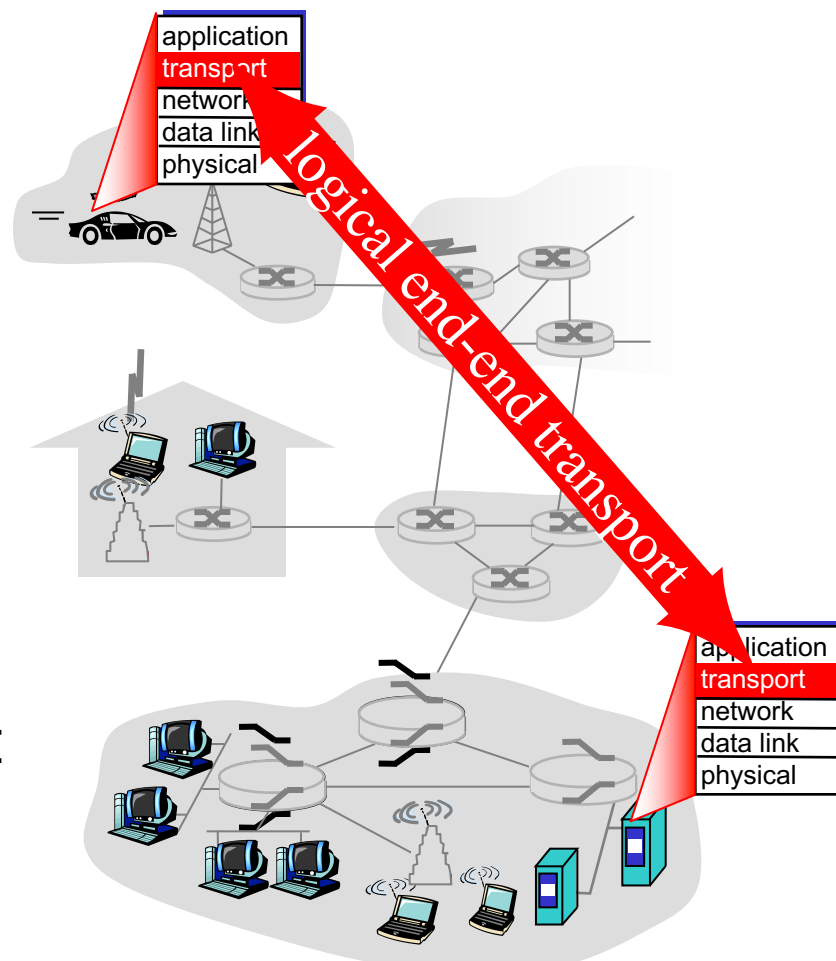 application
transport
network
data link
physical
logical end-end transport
application
transport
network
data link
physical